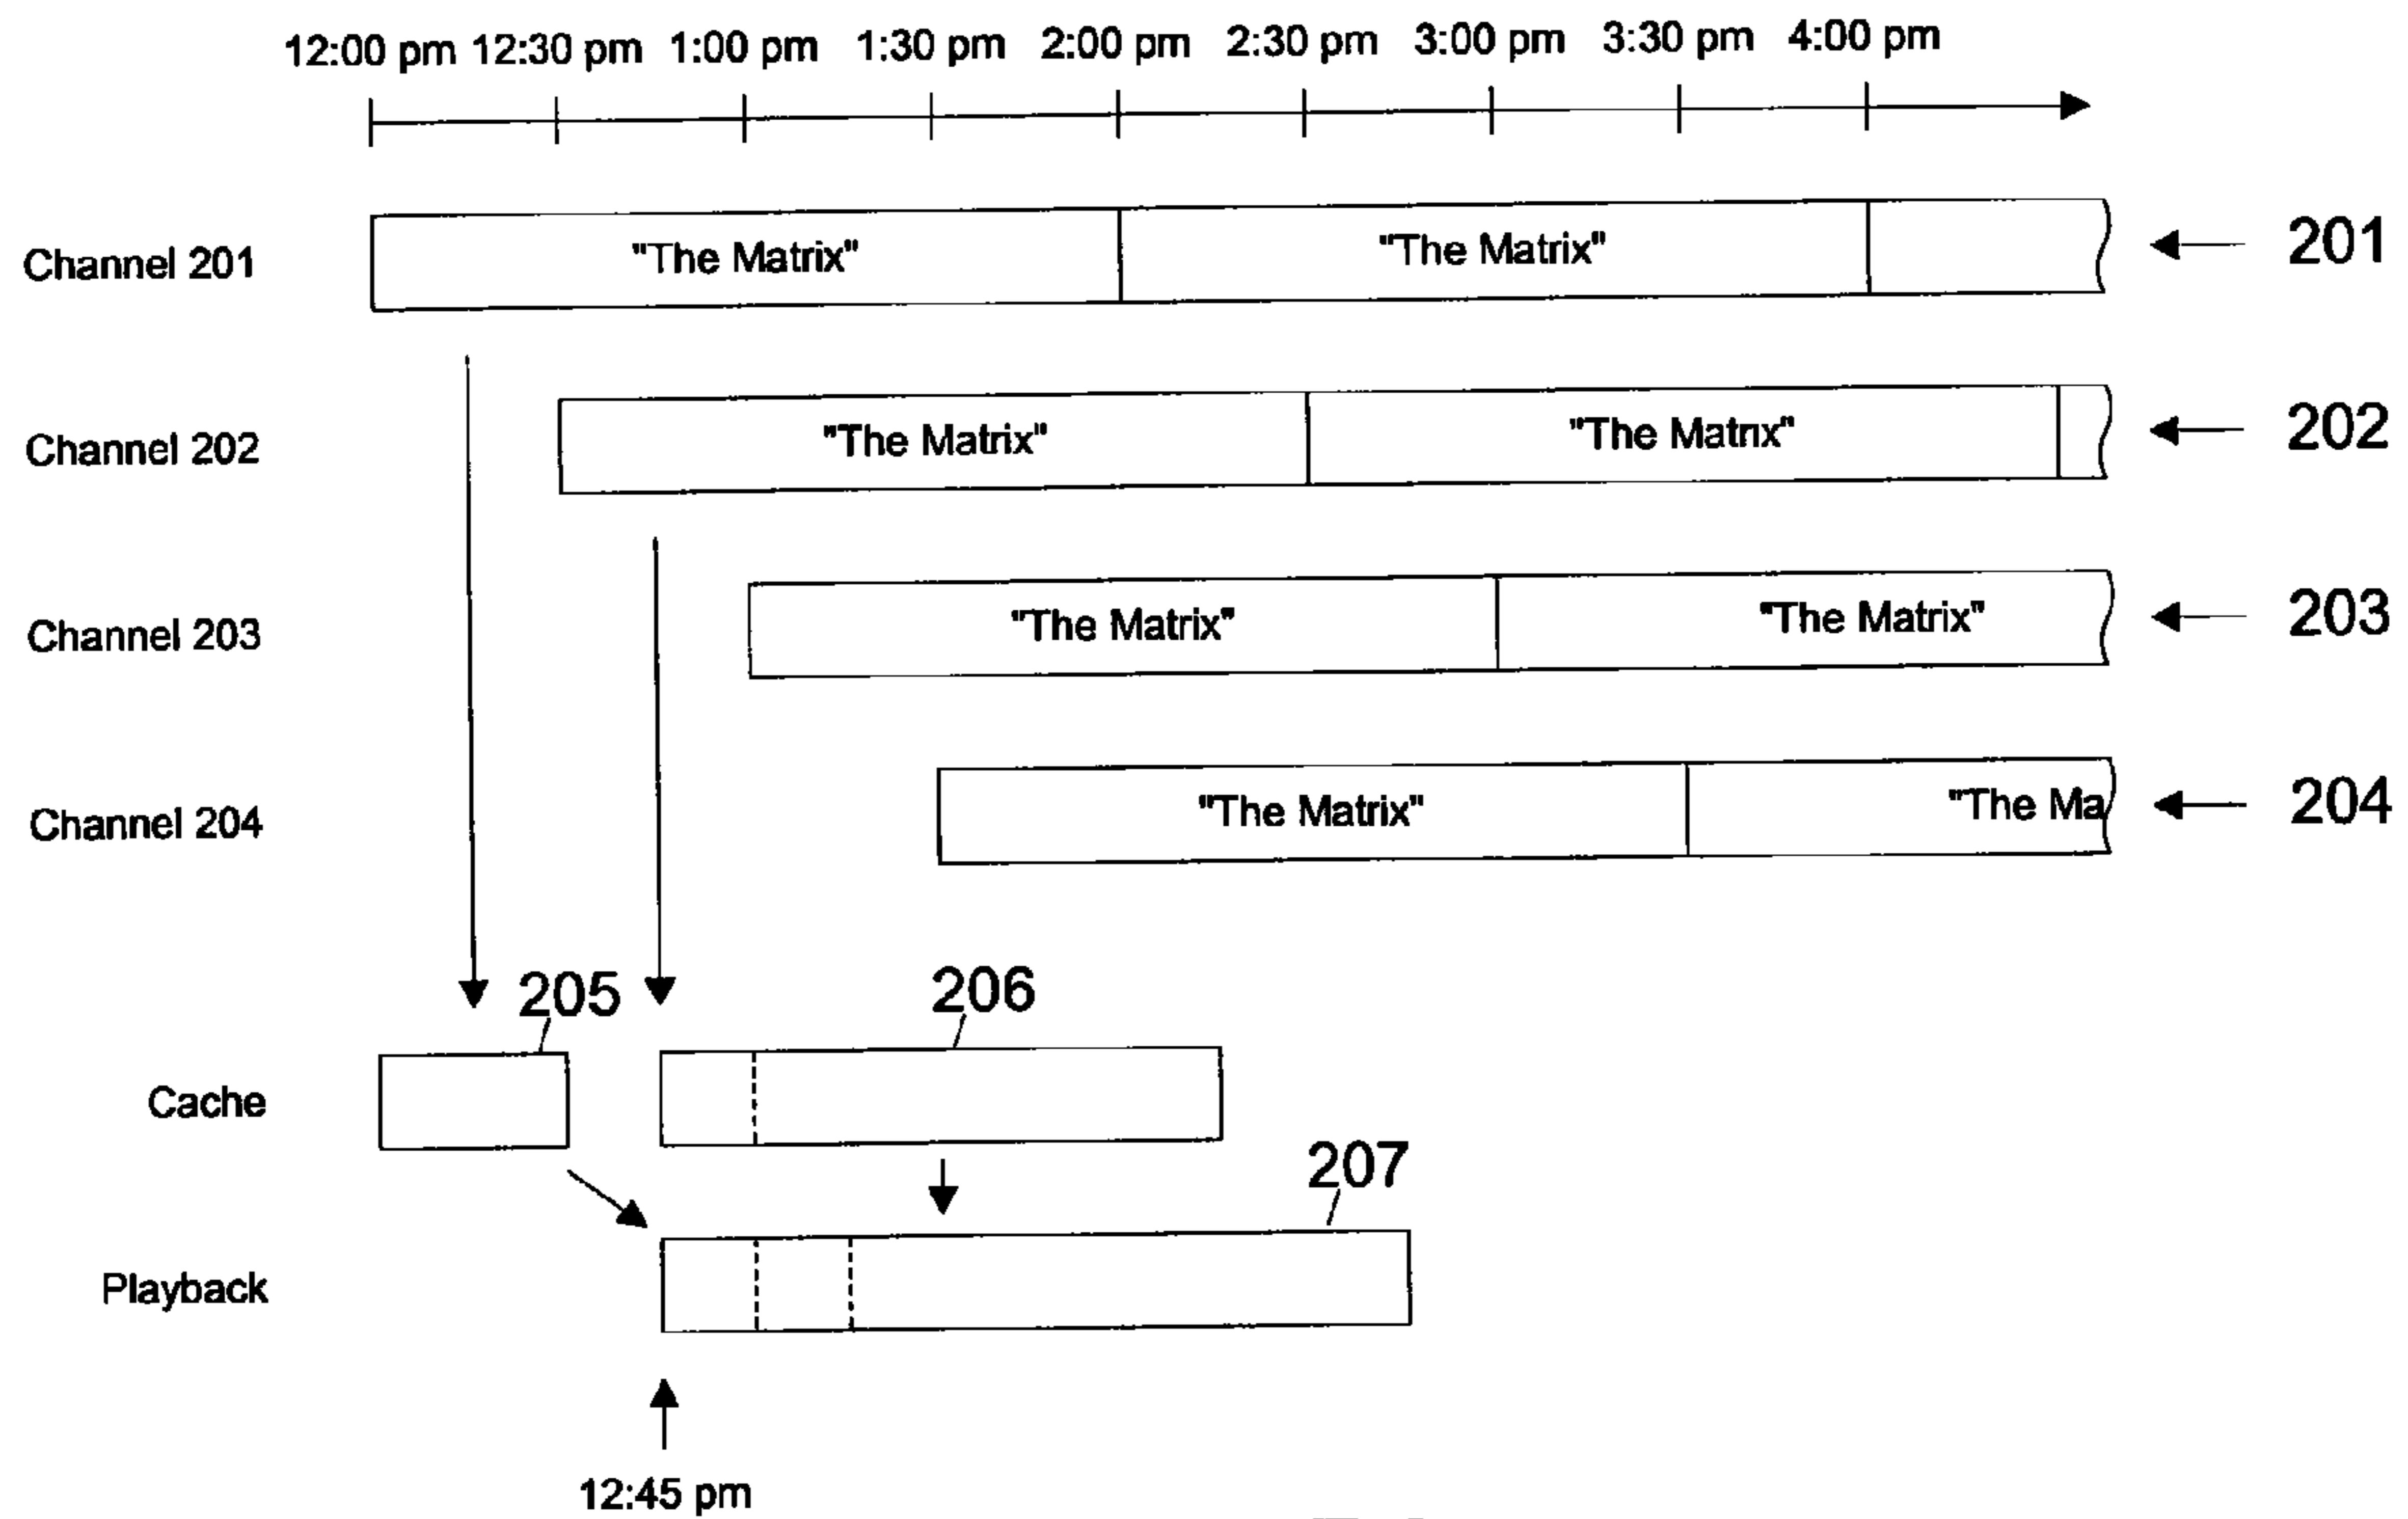 12:00 pm 12:30 pm 1:00 pm 1:30 pm 2:00 pm 2:30 pm 3:00 pm 3:30 pm 4:00 pm
Channel 201 "The Matrix" "The Matrix" 201
Channel 202 "The Matrix" "The Matrix" 202
Channel 203 "The Matrix" "The Matrix" 203
Channel 204 "The Matrix" "The Ma 204
205 206
Cache
207
Playback
12:45 pm